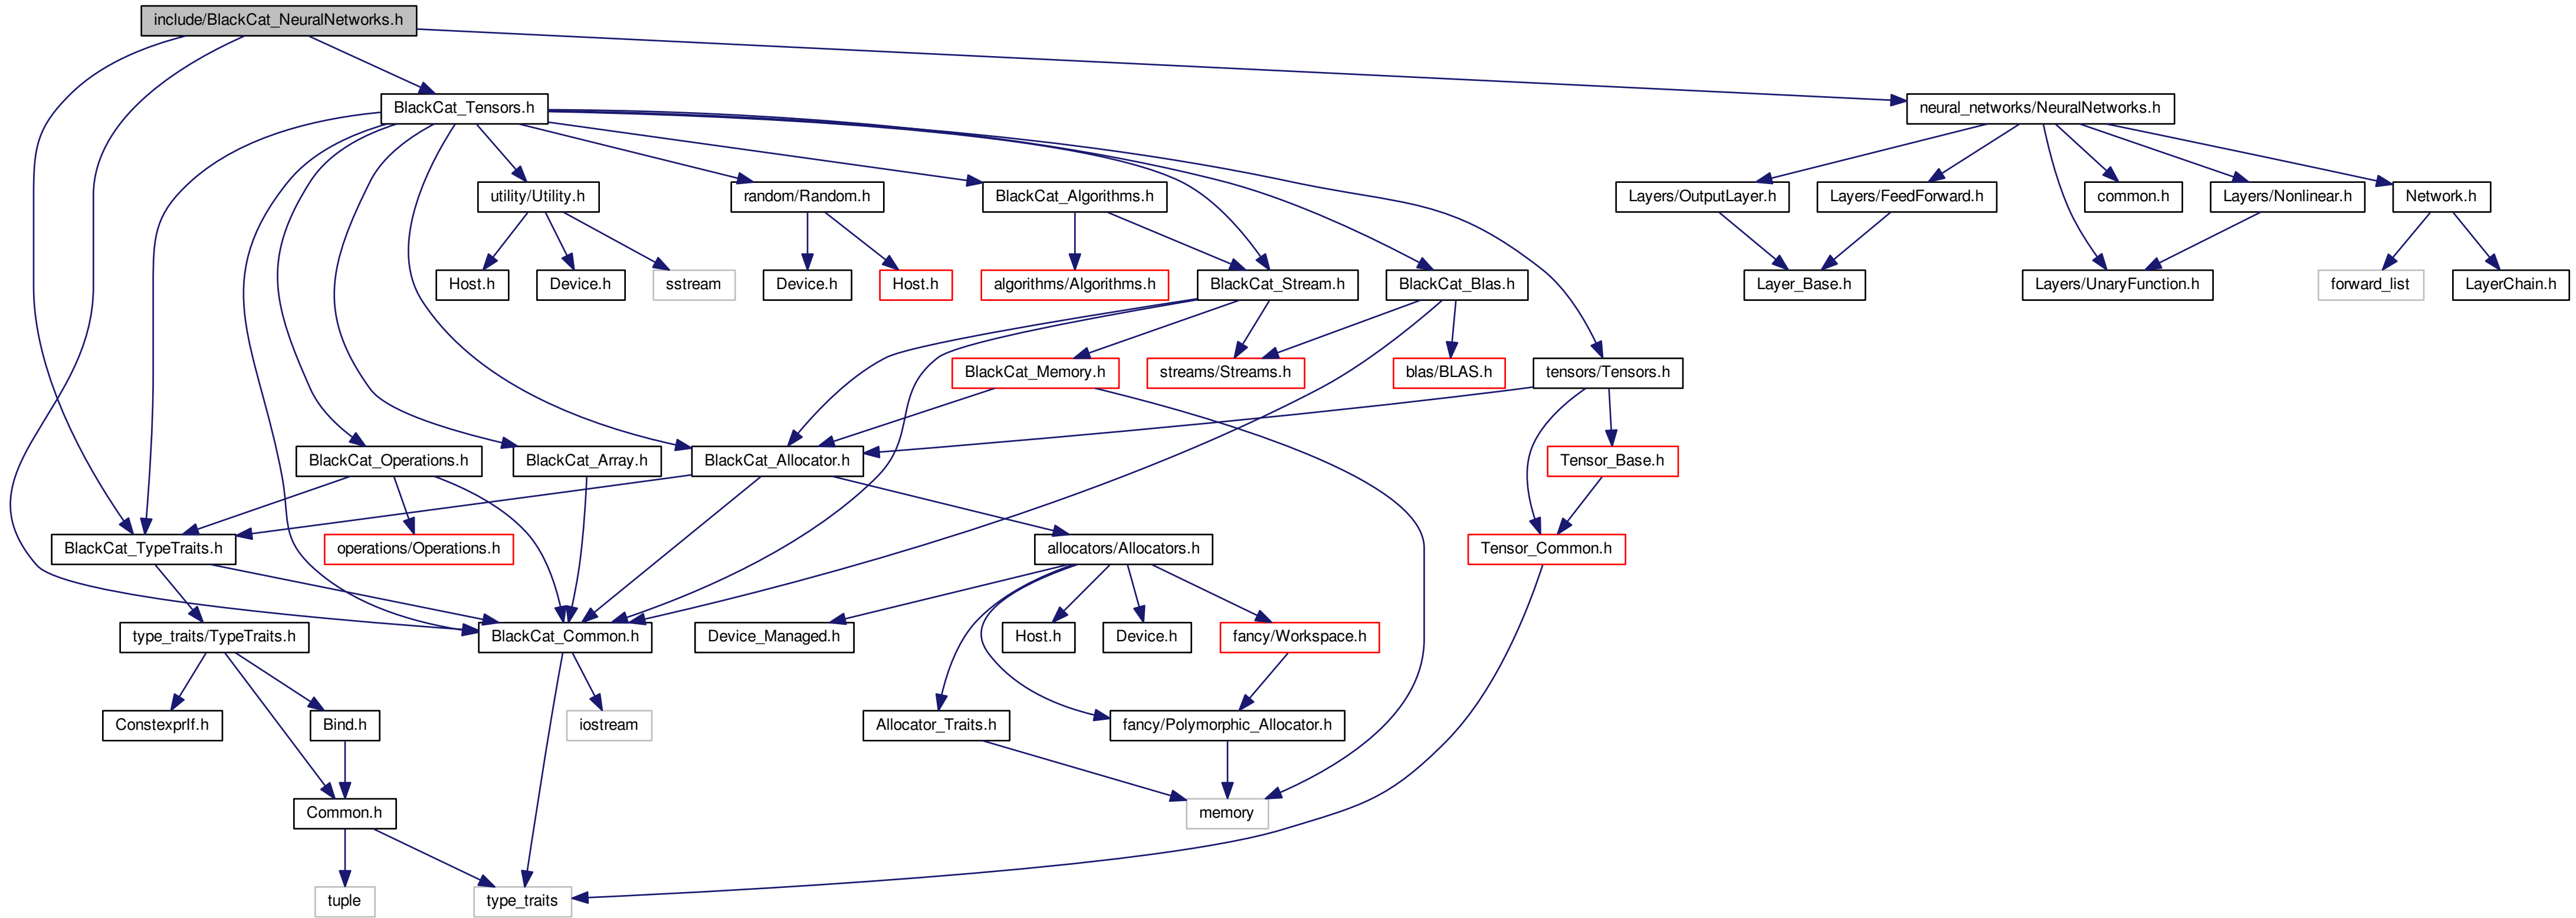 include/BlackCat_NeuralNetworks.h
BlackCat_Tensors.h
neural_networks/NeuralNetworks.h
utility/Utility.h
random/Random.h
BlackCat_Algorithms.h
Layers/OutputLayer.h
Layers/FeedForward.h
common.h
Layers/Nonlinear.h
Network.h
Host.h
Device.h
sstream
Device.h
Host.h
algorithms/Algorithms.h
BlackCat_Stream.h
BlackCat_Blas.h
Layer_Base.h
Layers/UnaryFunction.h
forward_list
LayerChain.h
BlackCat_Memory.h
streams/Streams.h
blas/BLAS.h
tensors/Tensors.h
BlackCat_Operations.h
BlackCat_Array.h
BlackCat_Allocator.h
Tensor_Base.h
BlackCat_TypeTraits.h
operations/Operations.h
allocators/Allocators.h
Tensor_Common.h
type_traits/TypeTraits.h
BlackCat_Common.h
Device_Managed.h
Host.h
Device.h
fancy/Workspace.h
ConstexprIf.h
Bind.h
iostream
Allocator_Traits.h
fancy/Polymorphic_Allocator.h
Common.h
memory
tuple
type_traits